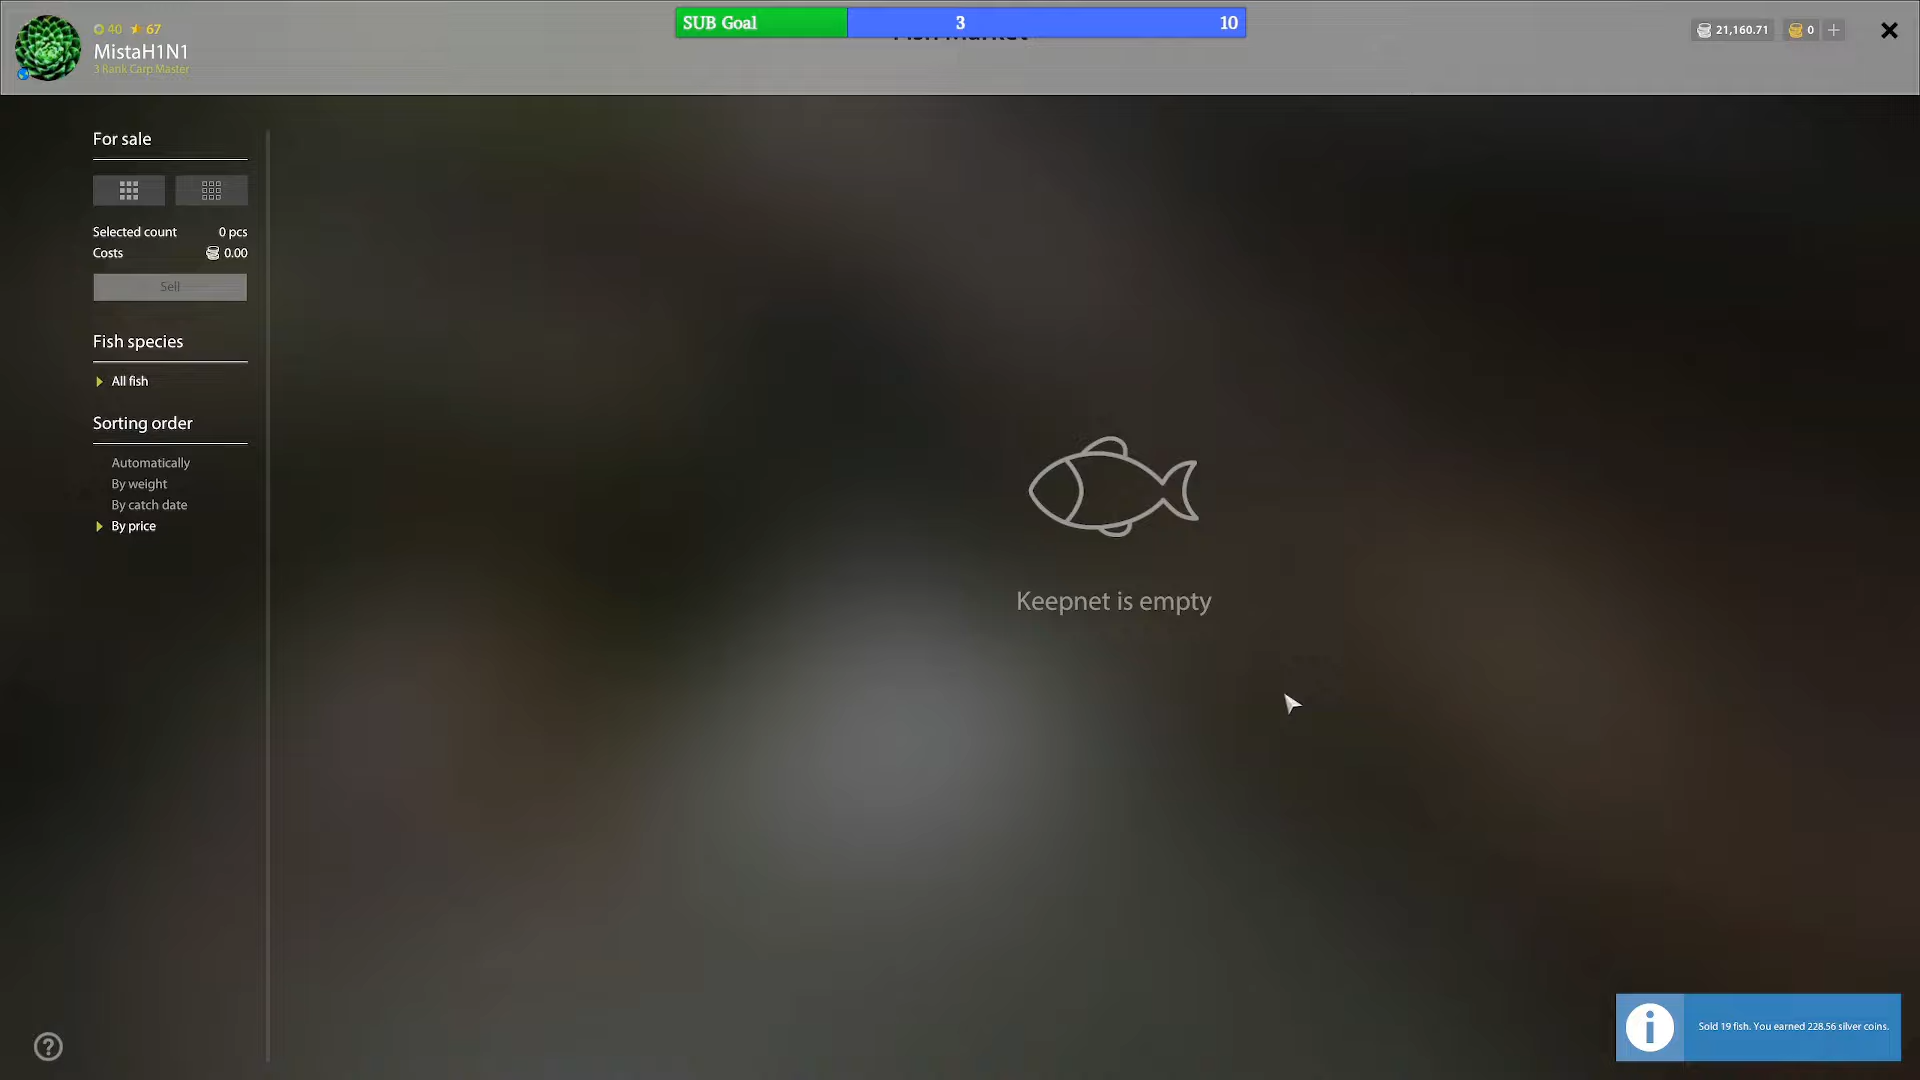 40 67
MistaH1N1
3 Rank Carp Master
SUB Goal 3 10
Fish Market
21,160.71
0
For sale
Selected count 0 pcs
Costs 0.00
Sell
Fish species
All fish
Sorting order
Automatically
By weight
By catch date
By price
Keepnet is empty
Sold 19 fish. You earned 228.56 silver coins.